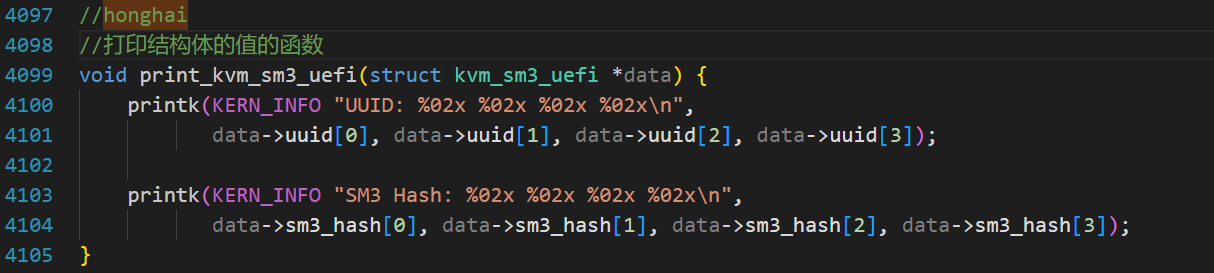 4097 //honghai
4098 //打印结构体的值的函数
4099 void print_kvm_sm3_uefi(struct kvm_sm3_uefi *data) {
4100     printk(KERN_INFO "UUID: %02x %02x %02x %02x\n",
4101            data->uuid[0], data->uuid[1], data->uuid[2], data->uuid[3]);
4102
4103     printk(KERN_INFO "SM3 Hash: %02x %02x %02x %02x\n",
4104            data->sm3_hash[0], data->sm3_hash[1], data->sm3_hash[2], data->sm3_hash[3]);
4105 }